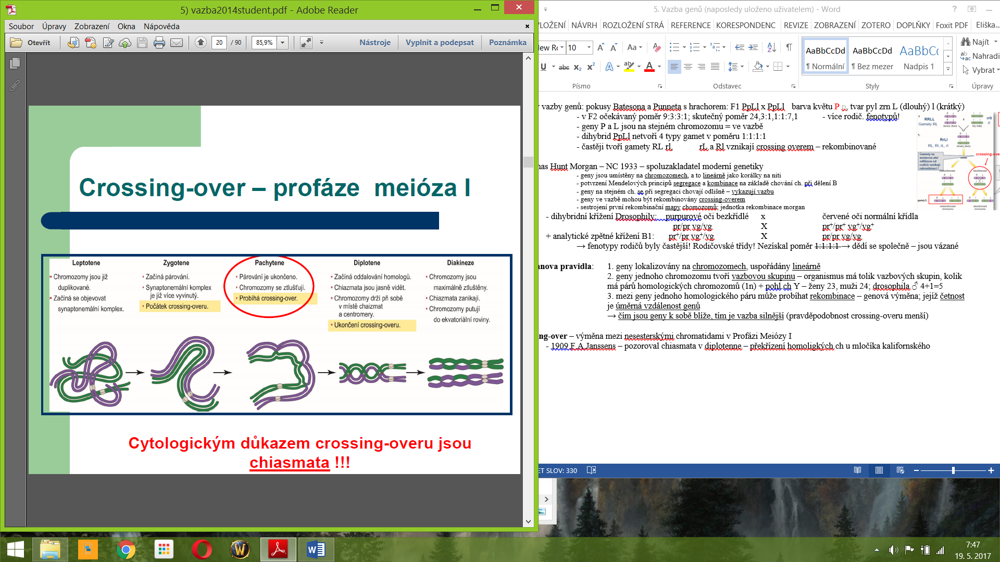 5) vazba2014student.pdf - Adobe Reader
Soubor Úpravy Zobrazení Okna Nápověda
Otevřít 20 / 90 85,9% Nástroje Vyplnit a podepsat Poznámka
Crossing-over – profáze meióza I
Leptotene
• Chromozomy jsou již
duplikované.
• Začíná se objevovat
synaptonemální komplex.
Zygotene
• Začíná párování.
• Synaptonemální komplex
je již více vyvinutý.
• Počátek crossing-overu.
Pachytene
• Párování je ukončeno.
• Chromozomy se ztlušťují.
• Probíhá crossing-over.
Diplotene
• Začíná oddalování homologů.
• Chiazmata jsou jasně vidět.
• Chromozomy drží při sobě
v místě chaizmat
a centromery.
• Ukončení crossing-overu.
Diakineze
• Chromozomy jsou
maximálně ztluštěny.
• Chiazmata zanikají.
• Chromozomy putují
do ekvatoriální roviny.
Cytologickým důkazem crossing-overu jsou
chiasmata !!!
5. Vazba genů (naposledy uloženo uživatelem) - Word
VLOŽENÍ NÁVRH ROZLOŽENÍ STRÁ REFERENCE KORESPONDENC REVIZE ZOBRAZENÍ ZOTERO DOPLŇKY Foxit PDF Eliška...
10 Aa
AaBbCcDd AaBbCcDd AaBbCc
¶ Normální ¶ Bez mezer Nadpis 1
Najít
Nahradi
Vybrat
Písmo Odstavec Styly Úpravy
vazby genů: pokusy Batesona a Punneta s hrachorem: F1 PpLl x PpLl barva květu P p, tvar pyl zrn L (dlouhý) l (krátký)
- v F2 očekávaný poměr 9:3:3:1; skutečný poměr 24,3:1,1:1:7,1 - více rodič. fenotypů!
- geny P a L jsou na stejném chromozomu = ve vazbě
- dihybrid PpLl netvoří 4 typy gamet v poměru 1:1:1:1
- častěji tvoří gamety RL rl, rL a Rl vznikají crossing overem – rekombinované
RRLL
Gamety RL
rrll
rl
RrLl
RL, Rl, rL, rl
Gamety se
sestavou alel
odlišnou od
rodičů vznikají
rekombinací !
crossing-over
mas Hunt Morgan – NC 1933 – spoluzakladatel moderní genetiky
- geny jsou umístěny na chromozomech, a to lineárně jako korálky na niti
- potvrzení Mendelových principů segregace a kombinace na základě chování ch. při dělení B
- geny na stejném ch. se při segregaci chovají odlišně – vykazují vazbu
- geny ve vazbě mohou být rekombinovány crossing-overem
- sestrojení první rekombinační mapy chomozomů; jednotka rekombinace morgan
- dihybridní křížení Drosophily: purpurové oči bezkřídlé x červené oči normální křídla
pr/pr vg/vg X pr⁺/pr⁺ vg⁺/vg⁺
+ analytické zpětné křížení B1: pr⁺/pr vg⁺/vg X pr/pr vg/vg
→ fenotypy rodičů byly častější! Rodičovské třídy! Nezískal poměr 1:1:1:1 → dědí se společně – jsou vázané
nova pravidla: 1. geny lokalizovány na chromozomech, uspořádány lineárně
2. geny jednoho chromozomu tvoří vazbovou skupinu – organismus má tolik vazbových skupin, kolik
má párů homologických chromozomů (1n) + pohl.ch Y – ženy 23, muži 24; drosophila ♂ 4+1=5
3. mezi geny jednoho homologického páru může probíhat rekombinace – genová výměna; jejíž četnost
je úměrná vzdálenost genů
→ čím jsou geny k sobě blíže, tím je vazba silnější (pravděpodobnost crossing-overu menší)
ng-over – výměna mezi nesesterskými chromatidami v Profázi Meiózy I
- 1909 F.A.Janssens – pozoroval chiasmata v diplotenne – překřízení homoligkých ch u mločíka kalifornského
ET SLOV: 330
7:47
19. 5. 2017